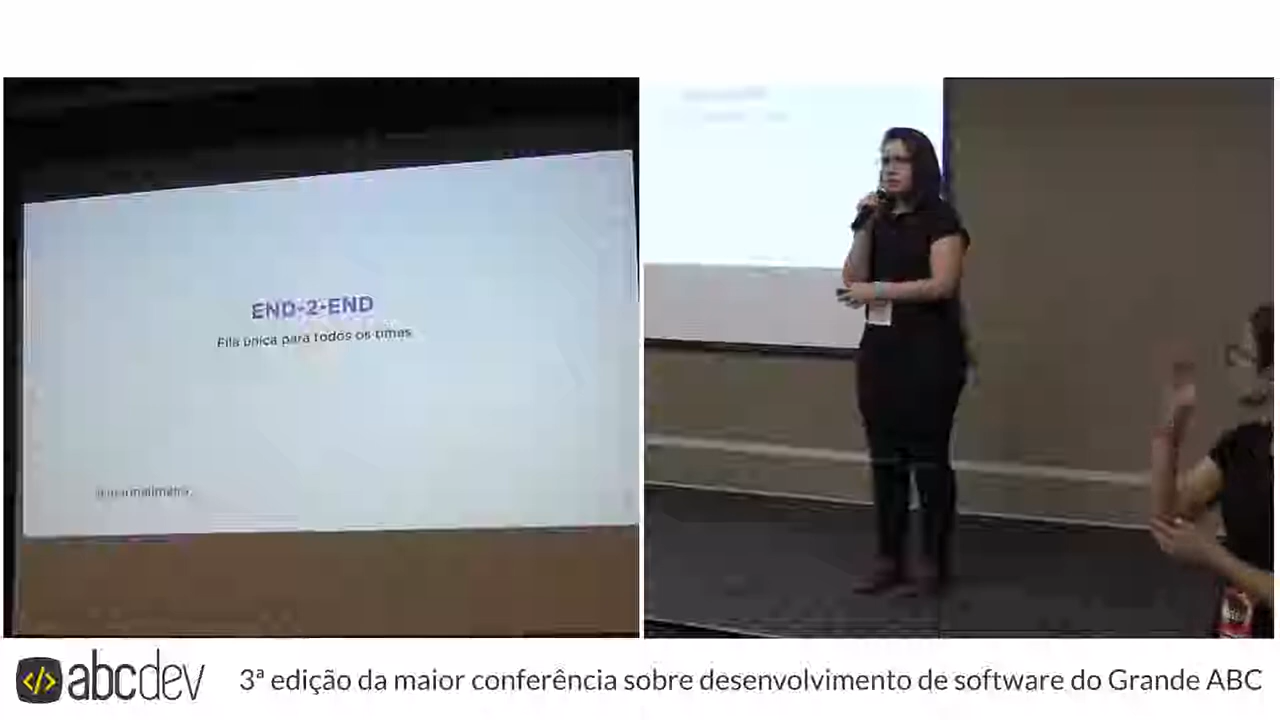 END-2-END
Fila única para todos os times
</> abcdev
3ª edição da maior conferência sobre desenvolvimento de software do Grande ABC